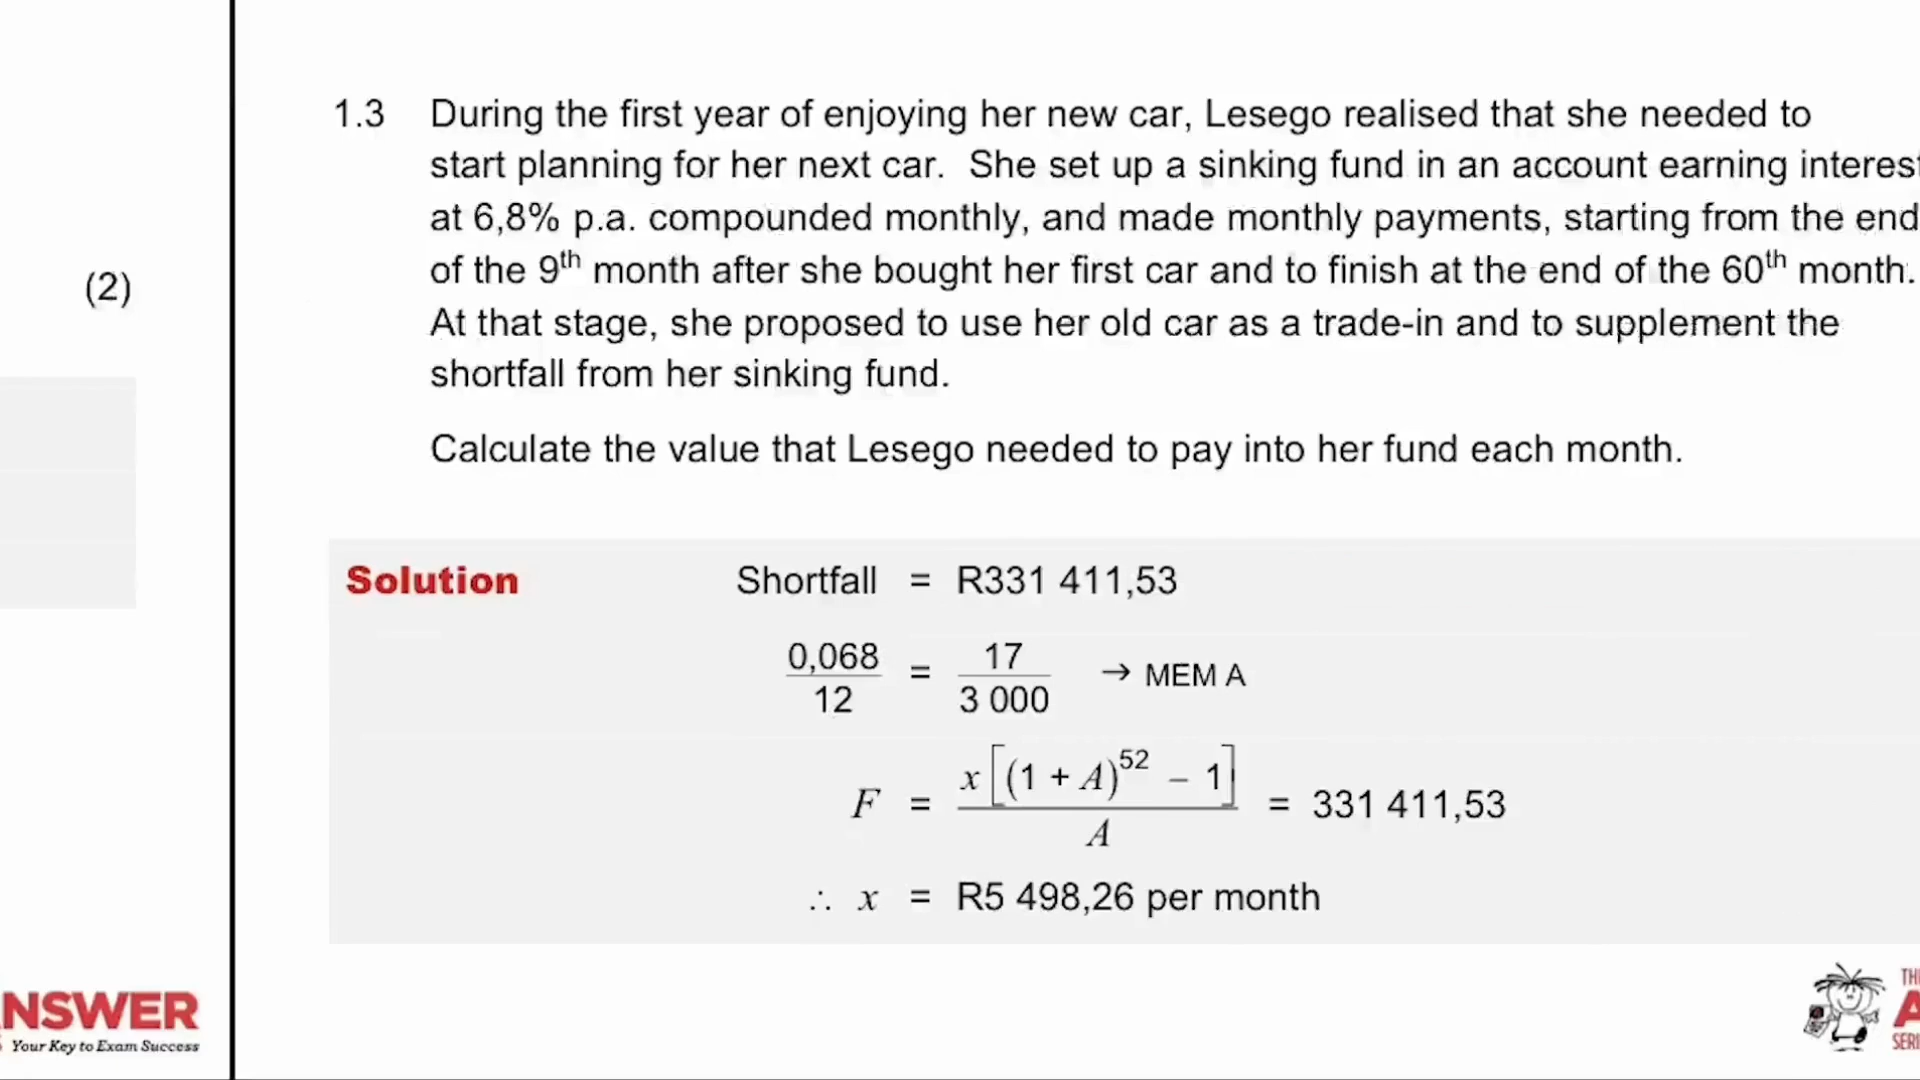 (2)
1.3 During the first year of enjoying her new car, Lesego realised that she needed to
start planning for her next car. She set up a sinking fund in an account earning interest
at 6,8% p.a. compounded monthly, and made monthly payments, starting from the end
of the 9th month after she bought her first car and to finish at the end of the 60th month.
At that stage, she proposed to use her old car as a trade-in and to supplement the
shortfall from her sinking fund.
Calculate the value that Lesego needed to pay into her fund each month.
Solution Shortfall = R331 411,53
0,068/12 = 17/3 000 → MEM A
F = x[(1 + A)^52 − 1]/A = 331 411,53
∴ x = R5 498,26 per month
NSWER
Your Key to Exam Success
TH
A
SERI